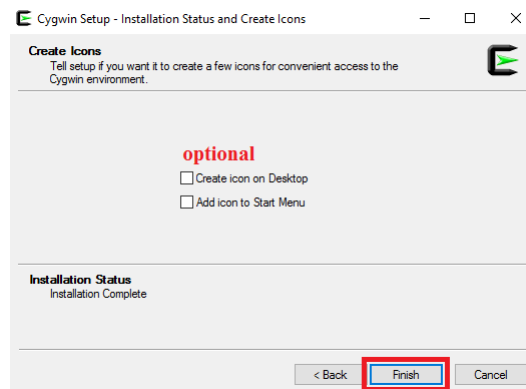 Cygwin Setup - Installation Status and Create Icons
Create Icons
Tell setup if you want it to create a few icons for convenient access to the
Cygwin environment.
optional
Create icon on Desktop
Add icon to Start Menu
Installation Status
Installation Complete
< Back Finish Cancel